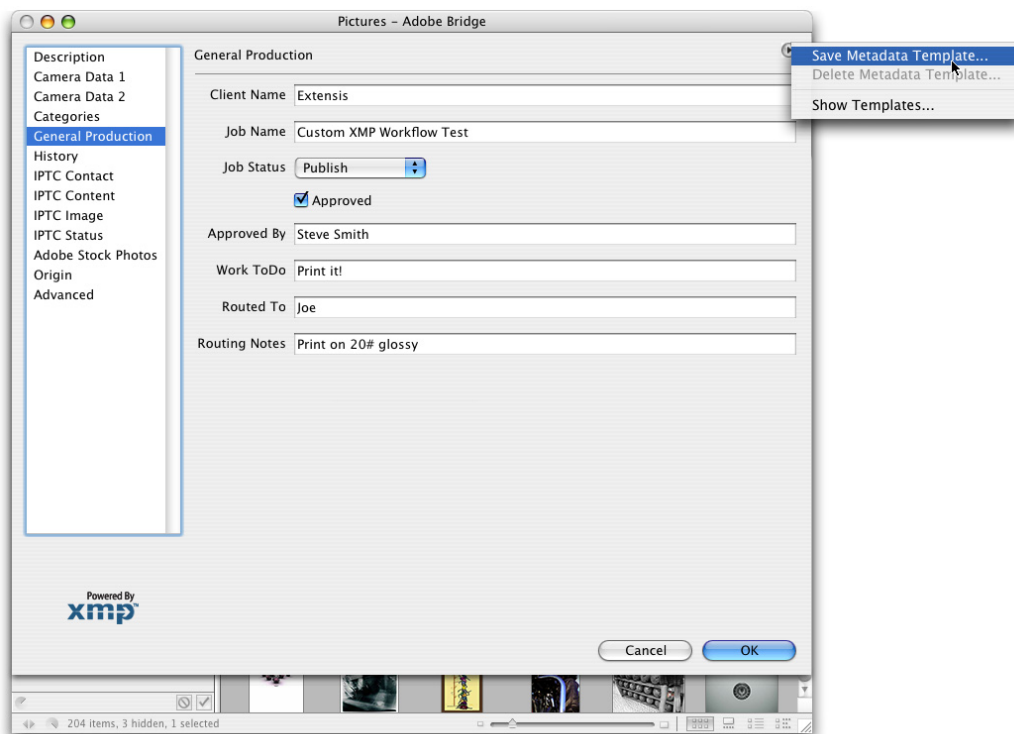 Pictures – Adobe Bridge
Description
Camera Data 1
Camera Data 2
Categories
General Production
History
IPTC Contact
IPTC Content
IPTC Image
IPTC Status
Adobe Stock Photos
Origin
Advanced
General Production
Client Name Extensis
Job Name Custom XMP Workflow Test
Job Status Publish
Approved
Approved By Steve Smith
Work ToDo Print it!
Routed To Joe
Routing Notes Print on 20# glossy
Save Metadata Template...
Delete Metadata Template...
Show Templates...
Powered By
xmp™
Cancel OK
204 items, 3 hidden, 1 selected